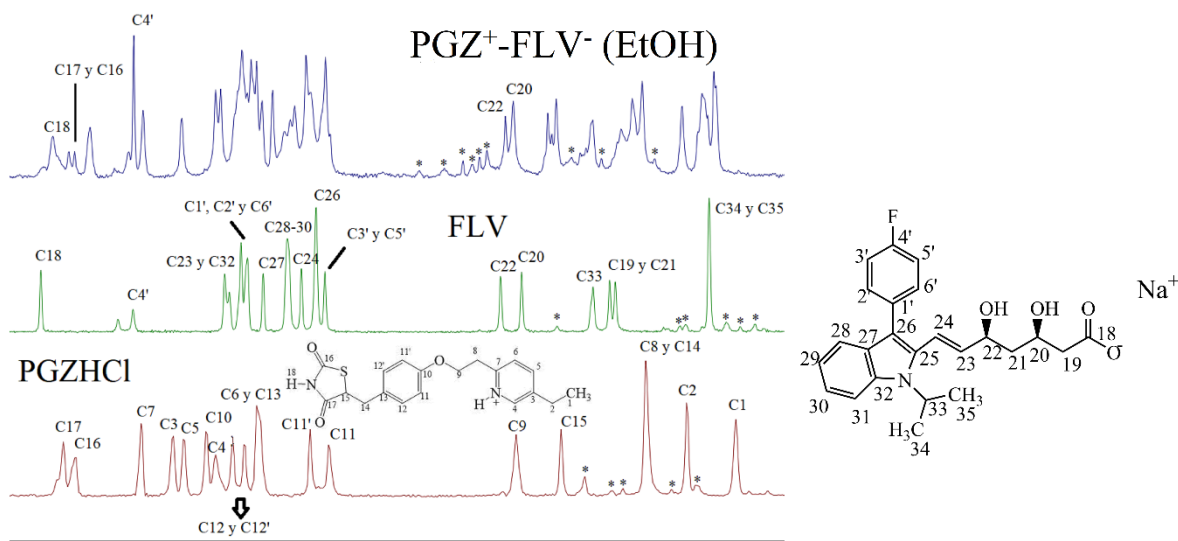 PGZ⁺-FLV⁻ (EtOH)
C4'
C17 y C16
C18
C22
C20
* * * * * * * * *
FLV
C18
C4'
C23 y C32
C1', C2' y C6'
C27
C28-30
C24
C26
C3' y C5'
C22
C20
*
C33
C19 y C21
**
C34 y C35
* * *
PGZHCl
C17
C16
C7
C3
C5
C10
C4
C6 y C13
C12 y C12'
C11'
C11
C9
C15
* * *
C8 y C14
*
C2
*
C1
O
16
18
HN
S
17
15
O
14
13
12'
11'
12
11
10
O
9
8
7
6
5
N
H
+
4
3
2
1
CH₃
F
4'
3'
5'
2'
6'
1'
28
27
26
24
OH
OH
O
Na⁺
29
25
23
22
21
20
19
18
O⁻
30
31
32
N
33
CH₃
35
H₃C
34